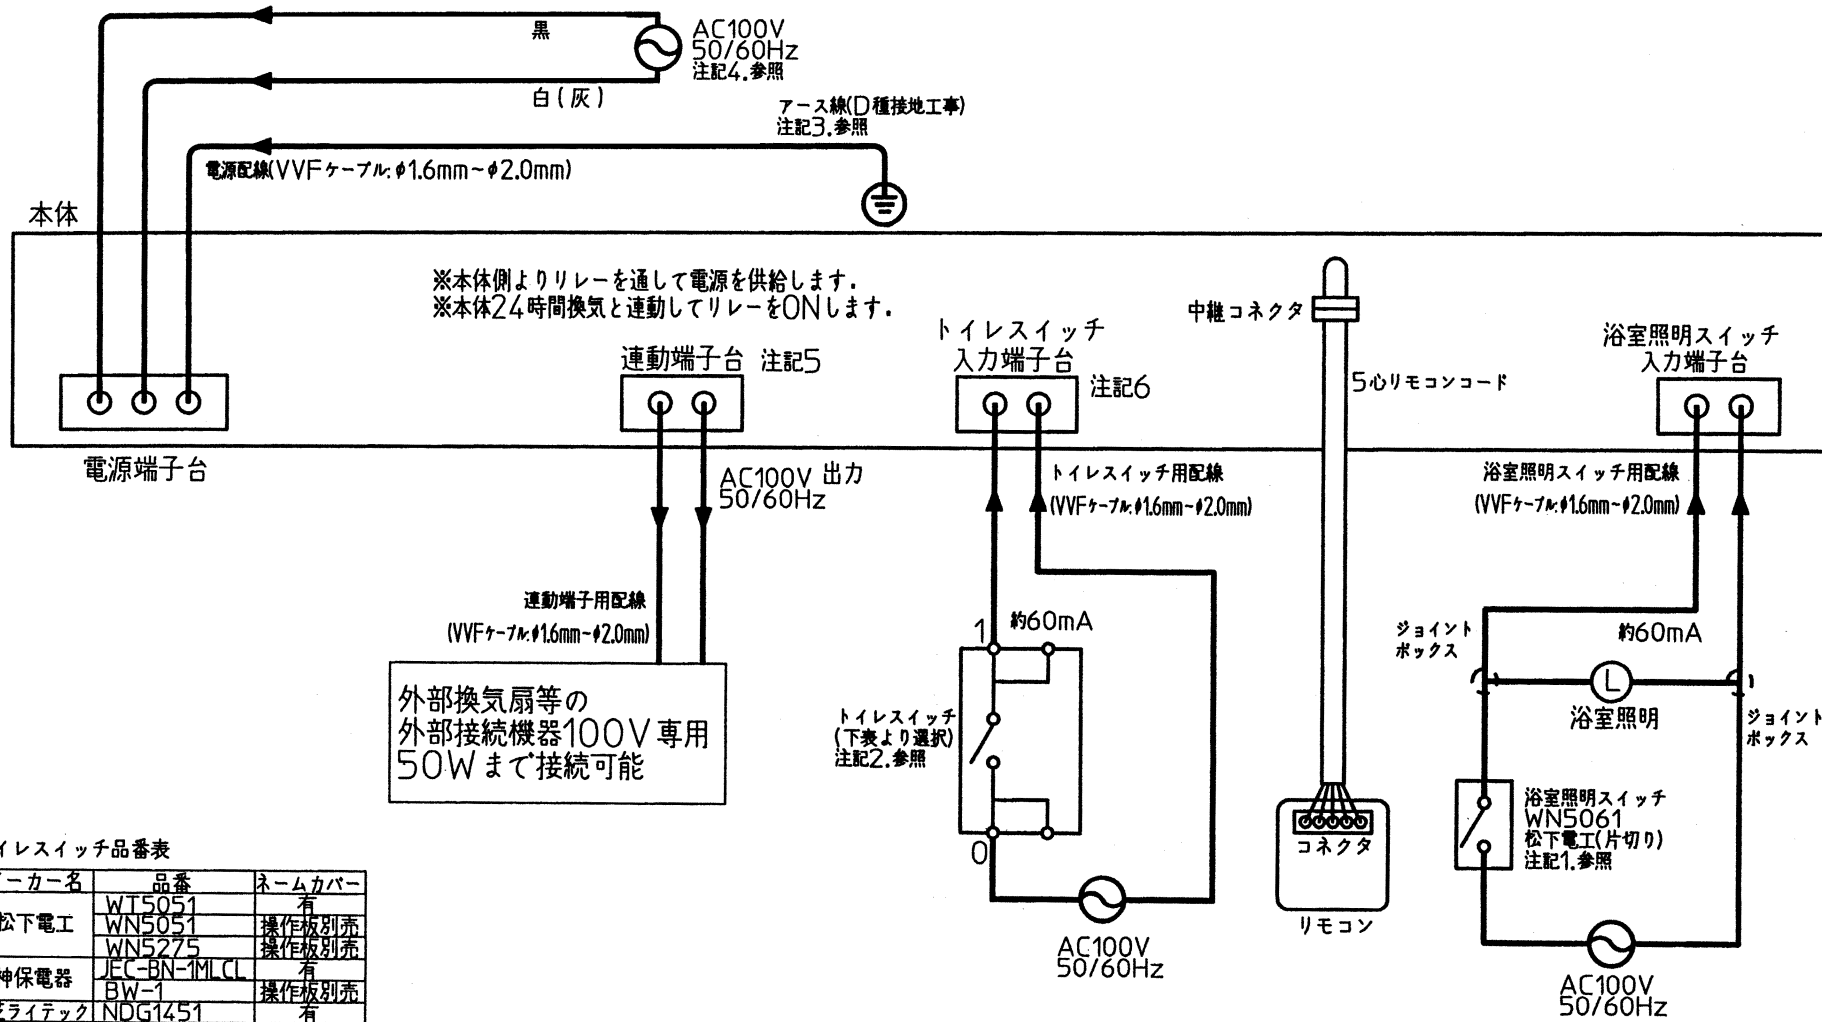 黒
AC100V
50/60Hz
注記4.参照
白(灰)
アース線(D種接地工事)
注記3.参照
電源配線(VVFケーブル:φ1.6mm~φ2.0mm)
本体
※本体側よりリレーを通して電源を供給します.
※本体24時間換気と連動してリレーをONします.
連動端子台 注記5
トイレスイッチ
入力端子台
注記6
中継コネクタ
5心リモコンコード
浴室照明スイッチ
入力端子台
電源端子台
AC100V 出力
50/60Hz
トイレスイッチ用配線
(VVFケーブル:φ1.6mm~φ2.0mm)
浴室照明スイッチ用配線
(VVFケーブル:φ1.6mm~φ2.0mm)
連動端子用配線
(VVFケーブル:φ1.6mm~φ2.0mm)
外部換気扇等の
外部接続機器100V専用
50Wまで接続可能
1
約60mA
トイレスイッチ
(下表より選択)
注記2.参照
0
AC100V
50/60Hz
コネクタ
リモコン
ジョイント
ボックス
約60mA
L
浴室照明
ジョイント
ボックス
浴室照明スイッチ
WN5061
松下電工(片切り)
注記1.参照
AC100V
50/60Hz
イレスイッチ品番表
ーカー名 品番 ネームカバー
松下電工 WT5051 有
WN5051 操作板別売
WN5275 操作板別売
神保電器 JEC-BN-1MLCL 有
BW-1 操作板別売
ライテック NDG1451 有